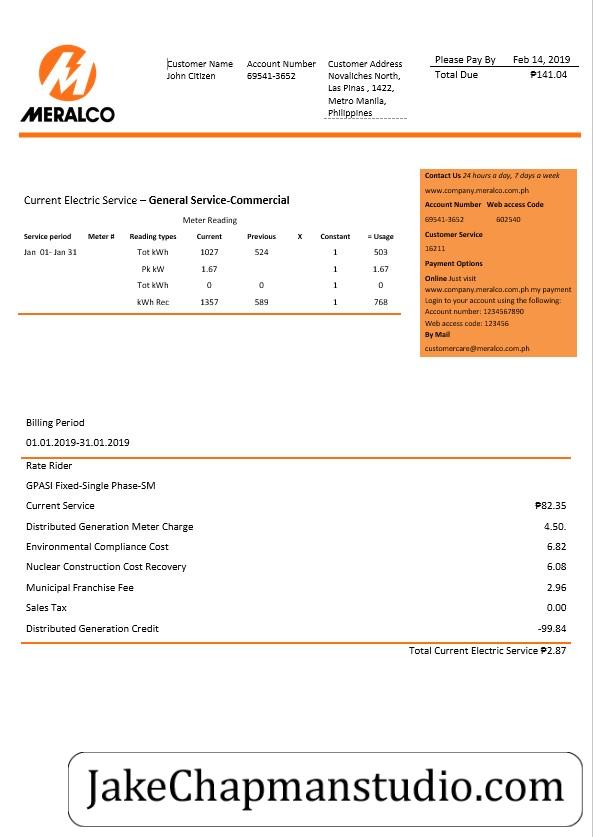 MERALCO
Customer Name
John Citizen
Account Number
69541-3652
Customer Address
Novaliches North,
Las Pinas , 1422,
Metro Manila,
Philippines
Please Pay By Feb 14, 2019
Total Due ₱141.04
Current Electric Service – General Service-Commercial
Meter Reading
Service period Meter # Reading types Current Previous X Constant = Usage
Jan 01- Jan 31 Tot kWh 1027 524 1 503
Pk kW 1.67 1 1.67
Tot kWh 0 0 1 0
kWh Rec 1357 589 1 768
Contact Us 24 hours a day, 7 days a week
www.company.meralco.com.ph
Account Number Web access Code
69541-3652 602540
Customer Service
16211
Payment Options
Online Just visit
www.company.meralco.com.ph my payment
Login to your account using the following:
Account number: 1234567890
Web access code: 123456
By Mail
customercare@meralco.com.ph
Billing Period
01.01.2019-31.01.2019
Rate Rider
GPASI Fixed-Single Phase-SM
Current Service ₱82.35
Distributed Generation Meter Charge 4.50.
Environmental Compliance Cost 6.82
Nuclear Construction Cost Recovery 6.08
Municipal Franchise Fee 2.96
Sales Tax 0.00
Distributed Generation Credit -99.84
Total Current Electric Service ₱2.87
JakeChapmanstudio.com